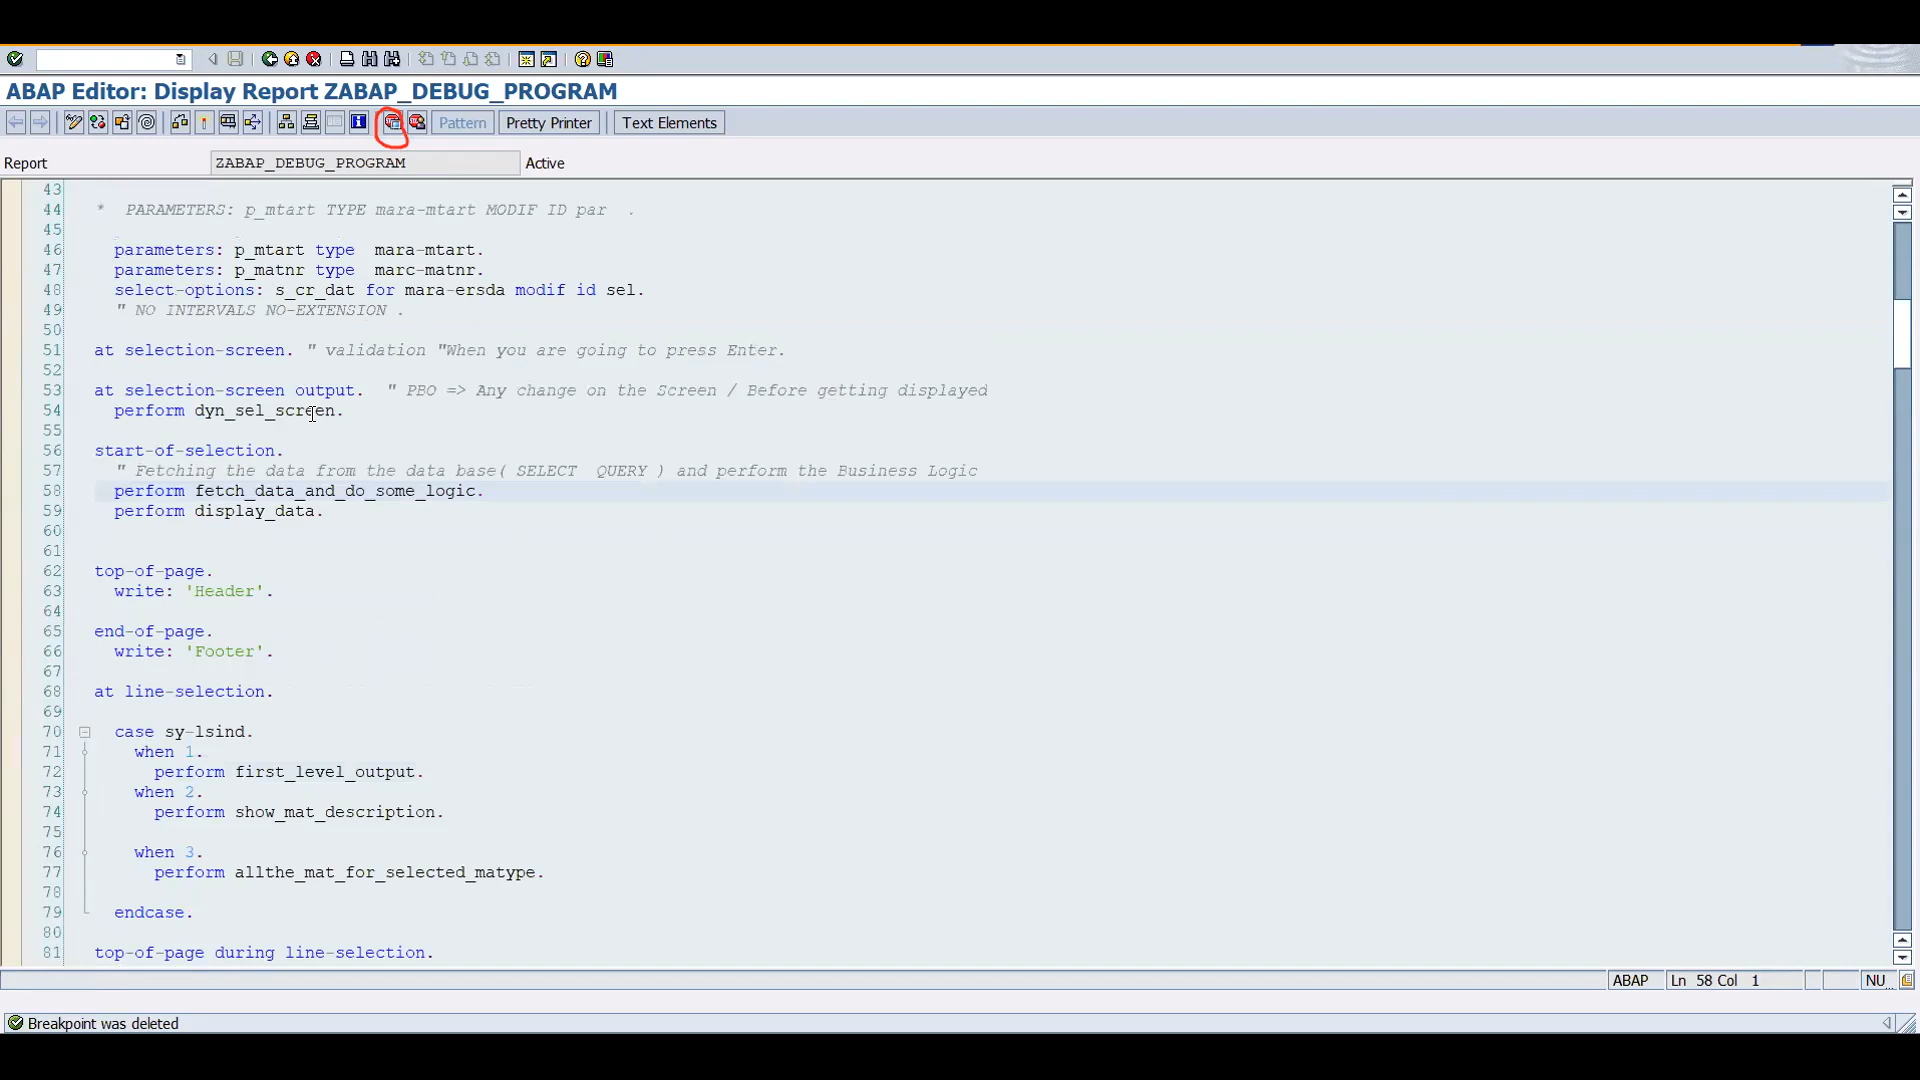 ABAP Editor: Display Report ZABAP_DEBUG_PROGRAM
Pattern Pretty Printer Text Elements
Report ZABAP_DEBUG_PROGRAM Active
43
44 * PARAMETERS: p_mtart TYPE mara-mtart MODIF ID par .
45
46 parameters: p_mtart type mara-mtart.
47 parameters: p_matnr type marc-matnr.
48 select-options: s_cr_dat for mara-ersda modif id sel.
49 " NO INTERVALS NO-EXTENSION .
50
51 at selection-screen. " validation "When you are going to press Enter.
52
53 at selection-screen output. " PBO => Any change on the Screen / Before getting displayed
54 perform dyn_sel_screen.
55
56 start-of-selection.
57 " Fetching the data from the data base( SELECT QUERY ) and perform the Business Logic
58 perform fetch_data_and_do_some_logic.
59 perform display_data.
60
61
62 top-of-page.
63 write: 'Header'.
64
65 end-of-page.
66 write: 'Footer'.
67
68 at line-selection.
69
70 case sy-lsind.
71 when 1.
72 perform first_level_output.
73 when 2.
74 perform show_mat_description.
75
76 when 3.
77 perform allthe_mat_for_selected_matype.
78
79 endcase.
80
81 top-of-page during line-selection.
ABAP Ln 58 Col 1 NU...
Breakpoint was deleted